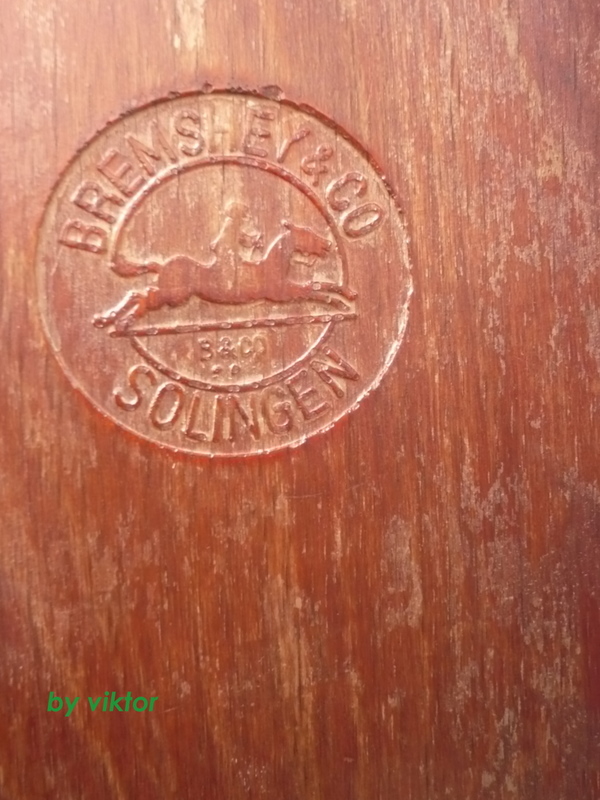 BREMSHEY & CO
B & CO
SOLINGEN
by viktor